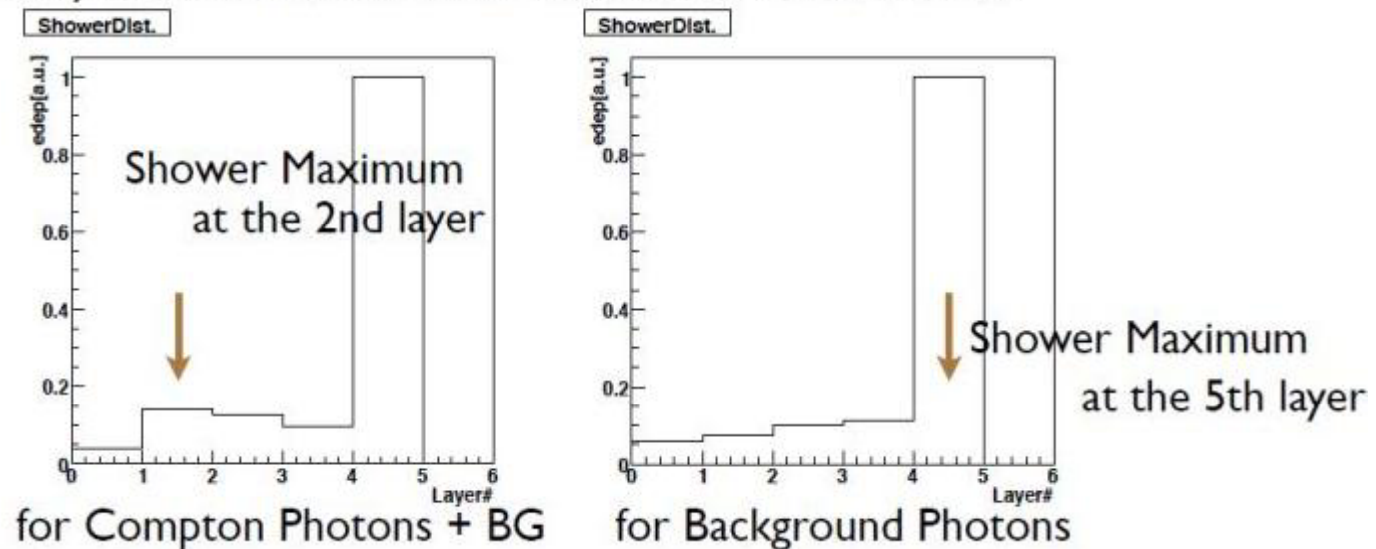 ShowerDist.
edep[a.u.]
1
0.8
0.6
0.4
0.2
0
0 1 2 3 4 5 6
Layer#
Shower Maximum
at the 2nd layer
for Compton Photons + BG
ShowerDist.
edep[a.u.]
1
0.8
0.6
0.4
0.2
0
0 1 2 3 4 5 6
Layer#
Shower Maximum
at the 5th layer
for Background Photons